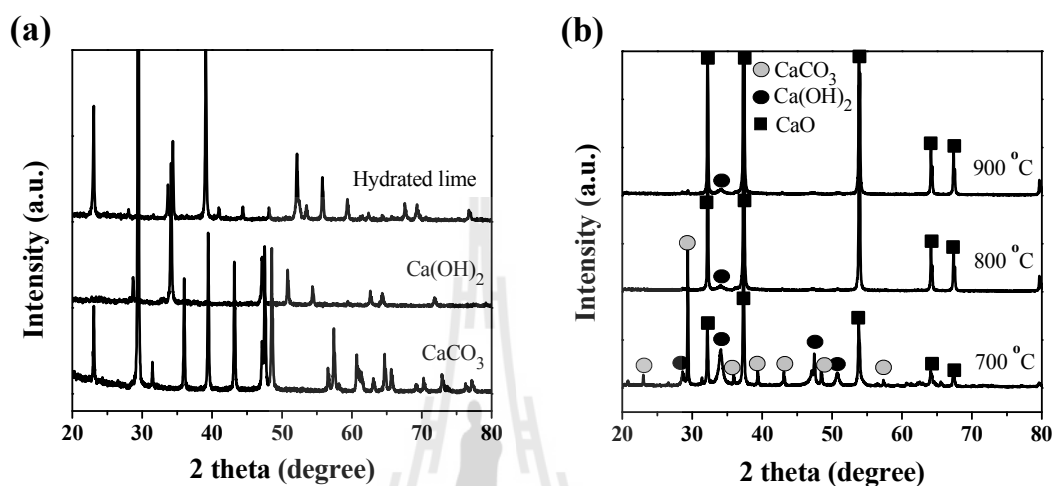 (a)
Intensity (a.u.)
Hydrated lime
Ca(OH)2
CaCO3
20 30 40 50 60 70 80
2 theta (degree)
(b)
Intensity (a.u.)
CaCO3
Ca(OH)2
CaO
900 °C
800 °C
700 °C
20 30 40 50 60 70 80
2 theta (degree)